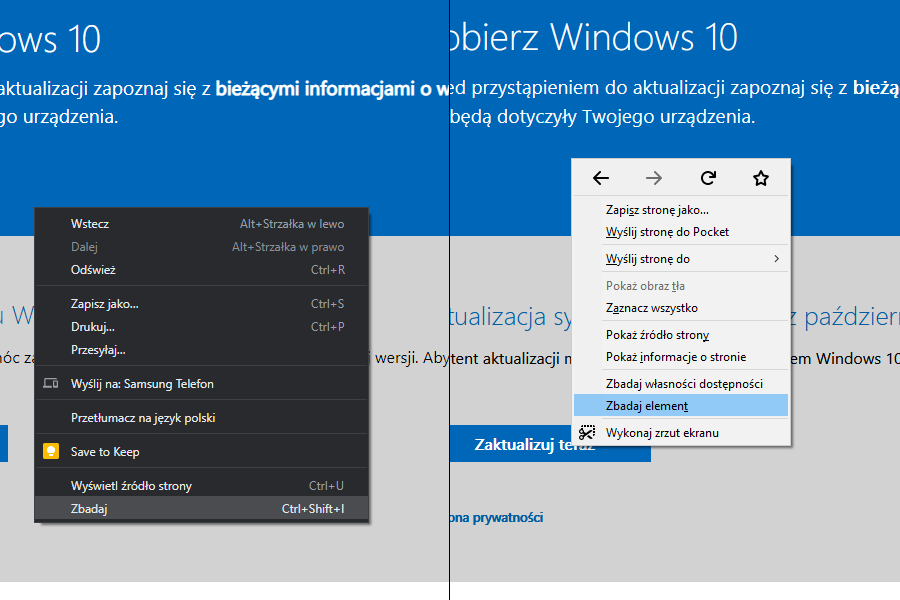 ows 10
aktualizacji zapoznaj się z bieżącymi informacjami o w
go urządzenia.
Wstecz Alt+Strzałka w lewo
Dalej Alt+Strzałka w prawo
Odśwież Ctrl+R
Zapisz jako... Ctrl+S
Drukuj... Ctrl+P
Przesyłaj...
Wyślij na: Samsung Telefon
Przetłumacz na język polski
Save to Keep
Wyświetl źródło strony Ctrl+U
Zbadaj Ctrl+Shift+I
u W
móc za
i wersji. Aby
obierz Windows 10
ed przystąpieniem do aktualizacji zapoznaj się z bieżą
będą dotyczyły Twojego urządzenia.
Zapisz stronę jako...
Wyślij stronę do Pocket
Wyślij stronę do
Pokaż obraz tła
Zaznacz wszystko
Pokaż źródło strony
Pokaż informacje o stronie
Zbadaj własności dostępności
Zbadaj element
Wykonaj zrzut ekranu
tualizacja sy
z październ
tent aktualizacji m
em Windows 10
Zaktualizuj teraz
ona prywatności